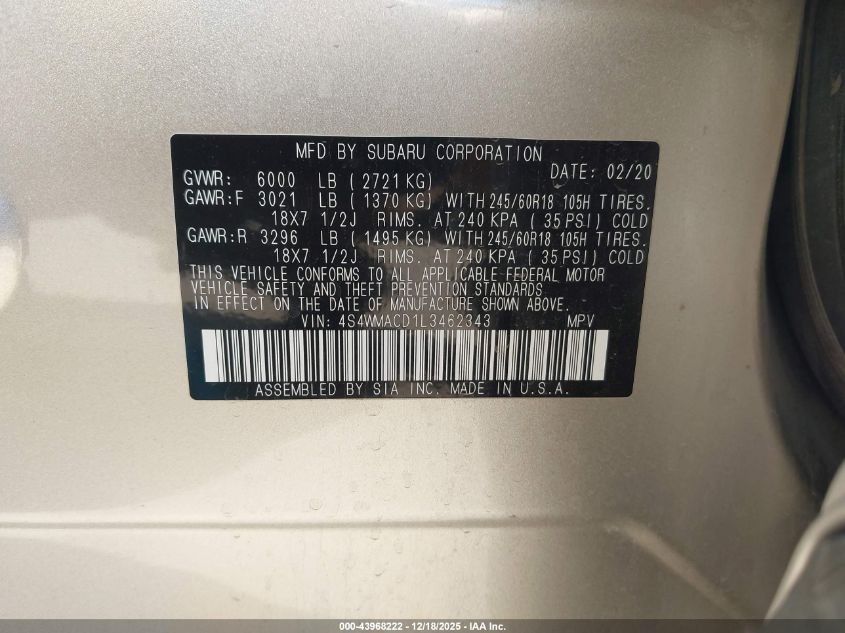 MFD BY SUBARU CORPORATION
DATE: 02/20
GVWR: 6000 LB ( 2721 KG)
GAWR:F 3021 LB ( 1370 KG) WITH 245/60R18 105H TIRES.
18X7 1/2J RIMS. AT 240 KPA ( 35 PSI) COLD
GAWR:R 3296 LB ( 1495 KG) WITH 245/60R18 105H TIRES.
18X7 1/2J RIMS. AT 240 KPA ( 35 PSI) COLD
THIS VEHICLE CONFORMS TO ALL APPLICABLE FEDERAL MOTOR
VEHICLE SAFETY AND THEFT PREVENTION STANDARDS
IN EFFECT ON THE DATE OF MANUFACTURE SHOWN ABOVE.
VIN: 4S4WMACD1L3462343 MPV
ASSEMBLED BY SIA INC. MADE IN U.S.A.
000-43968222 – 12/18/2025 - IAA Inc.